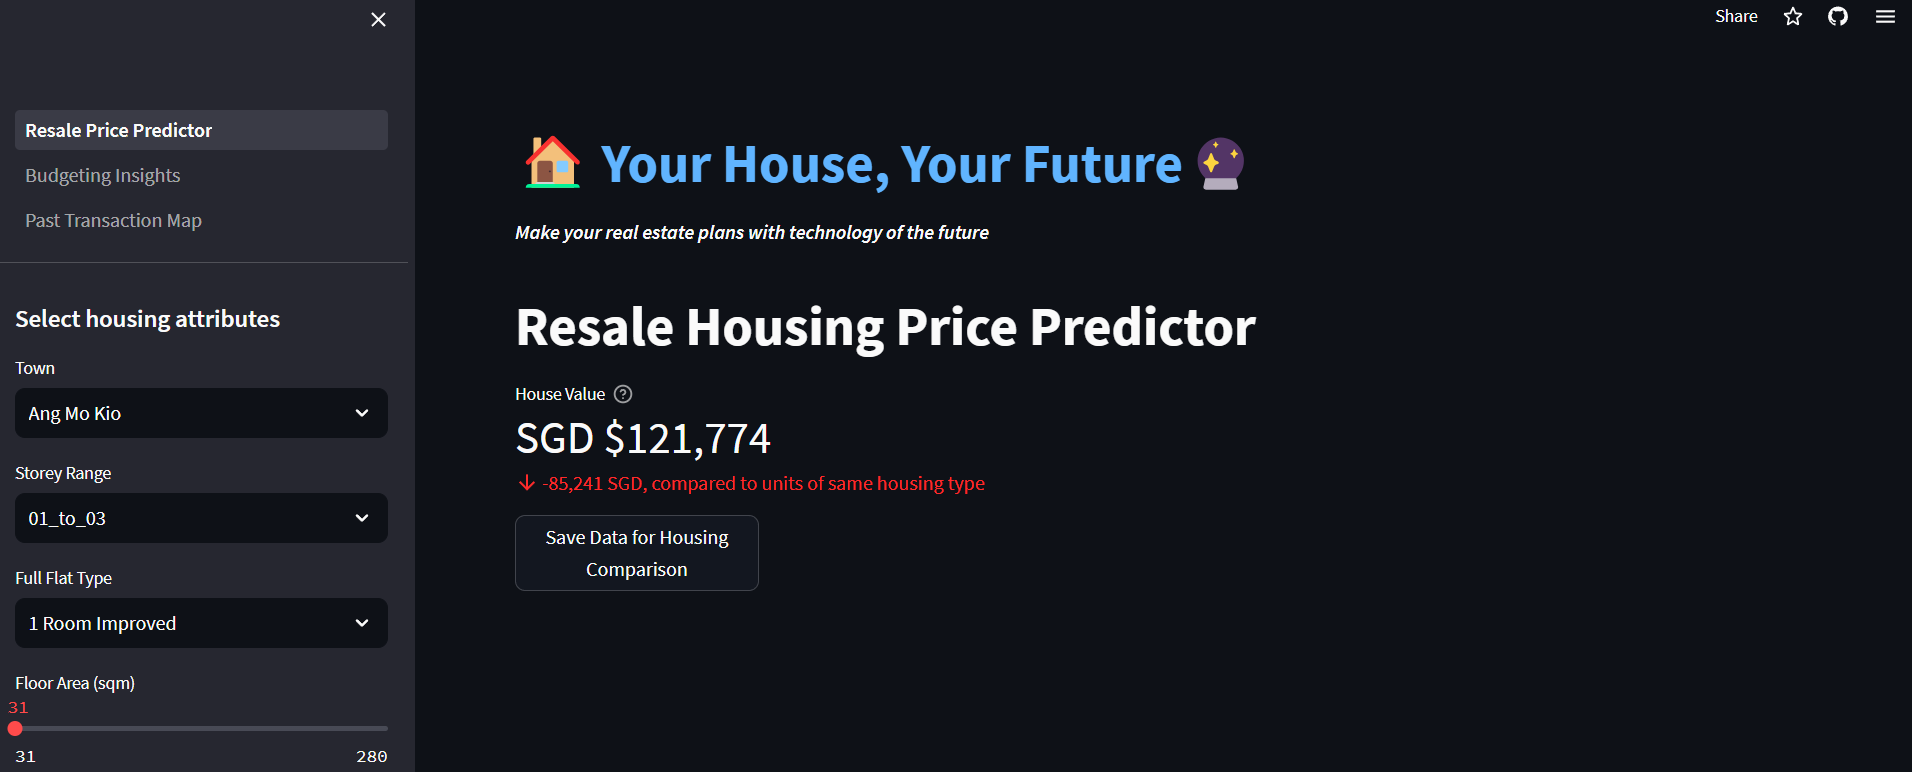 Share
Resale Price Predictor
Budgeting Insights
Past Transaction Map
Select housing attributes
Town
Ang Mo Kio
Storey Range
01_to_03
Full Flat Type
1 Room Improved
Floor Area (sqm)
31
31 280
Your House, Your Future
Make your real estate plans with technology of the future
Resale Housing Price Predictor
House Value
SGD $121,774
-85,241 SGD, compared to units of same housing type
Save Data for Housing
Comparison